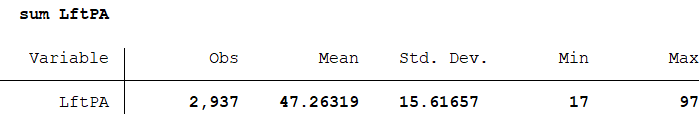 sum LftPA
Variable Obs Mean Std. Dev. Min Max
LftPA 2,937 47.26319 15.61657 17 97